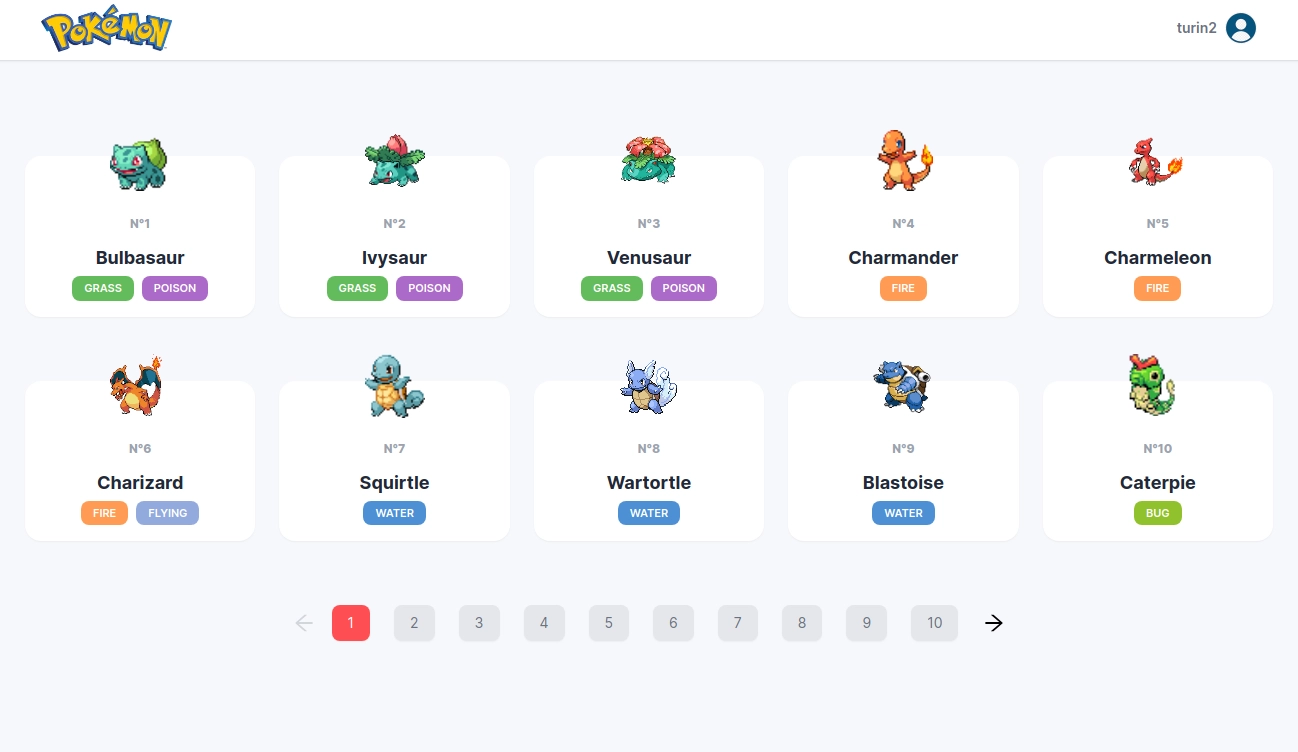 POKéMON
turin2
N°1 N°2 N°3 N°4 N°5
Bulbasaur Ivysaur Venusaur Charmander Charmeleon
GRASS POISON GRASS POISON GRASS POISON FIRE FIRE
N°6 N°7 N°8 N°9 N°10
Charizard Squirtle Wartortle Blastoise Caterpie
FIRE FLYING WATER WATER WATER BUG
1 2 3 4 5 6 7 8 9 10